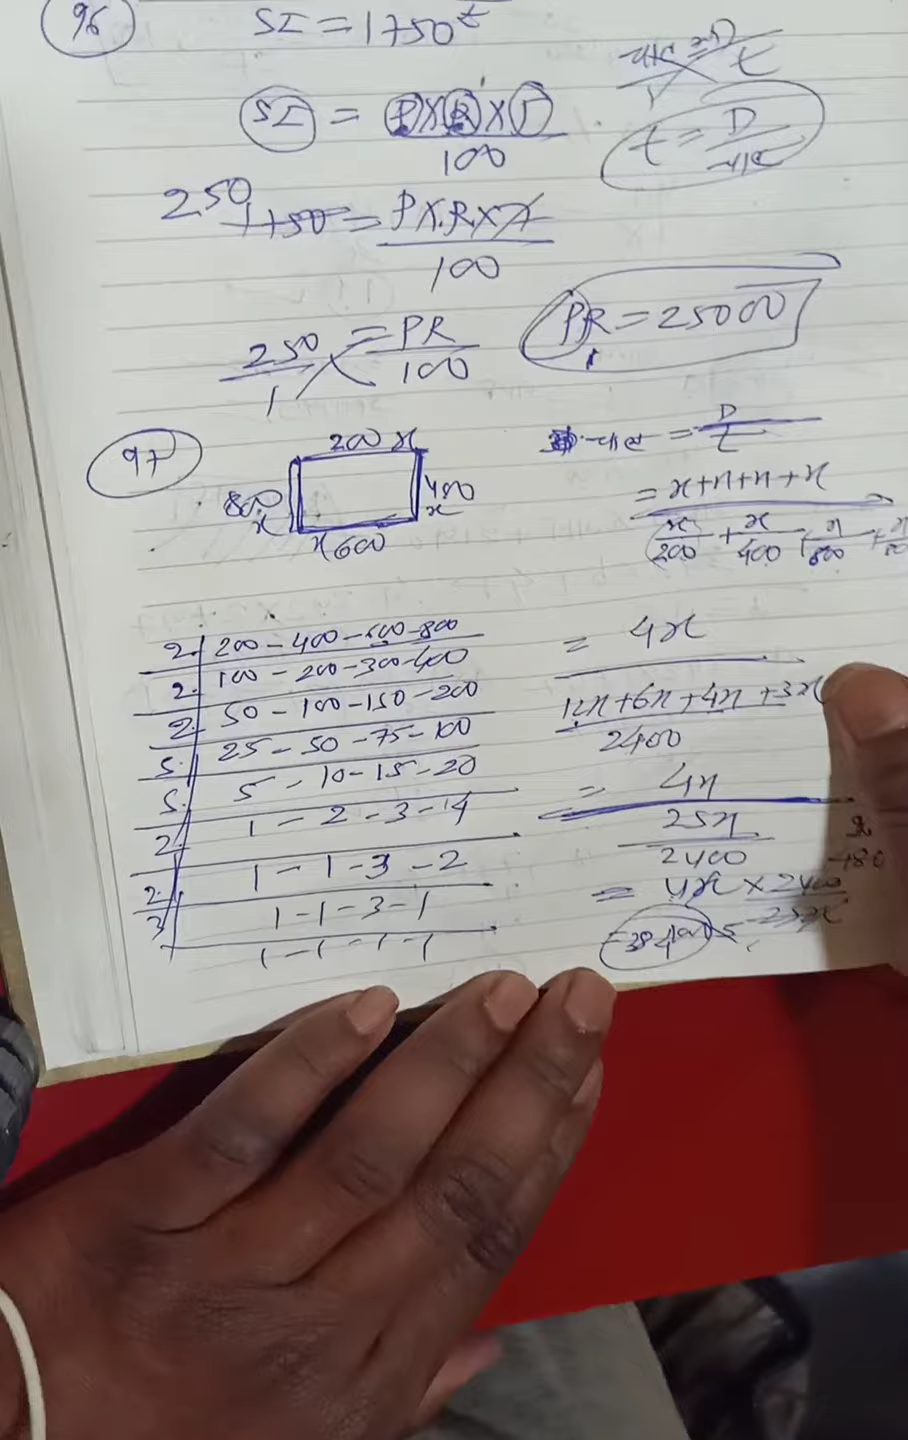 96
SI = 1750
SI = P×R×T
100
250
1750 = P×R×7
100
250 = PR
1 100
t = D
PR = 25000
97
200 x
800
x
400
x
x 600
= D
t
= x+x+x+x
x + x + x + x
200 400 600
2 200 – 400 – 600 – 800
2 100 – 200 – 300 – 400
2 50 – 100 – 150 – 200
5 25 – 50 – 75 – 100
5 5 – 10 – 15 – 20
2 1 – 2 – 3 – 4
2 1 – 1 – 3 – 2
3 1 – 1 – 3 – 1
1 – 1 – 1 – 1
= 4x
12x+6x+4x+3x
2400
= 4x
25x
2400
= 4x × 2400
25x
= 384